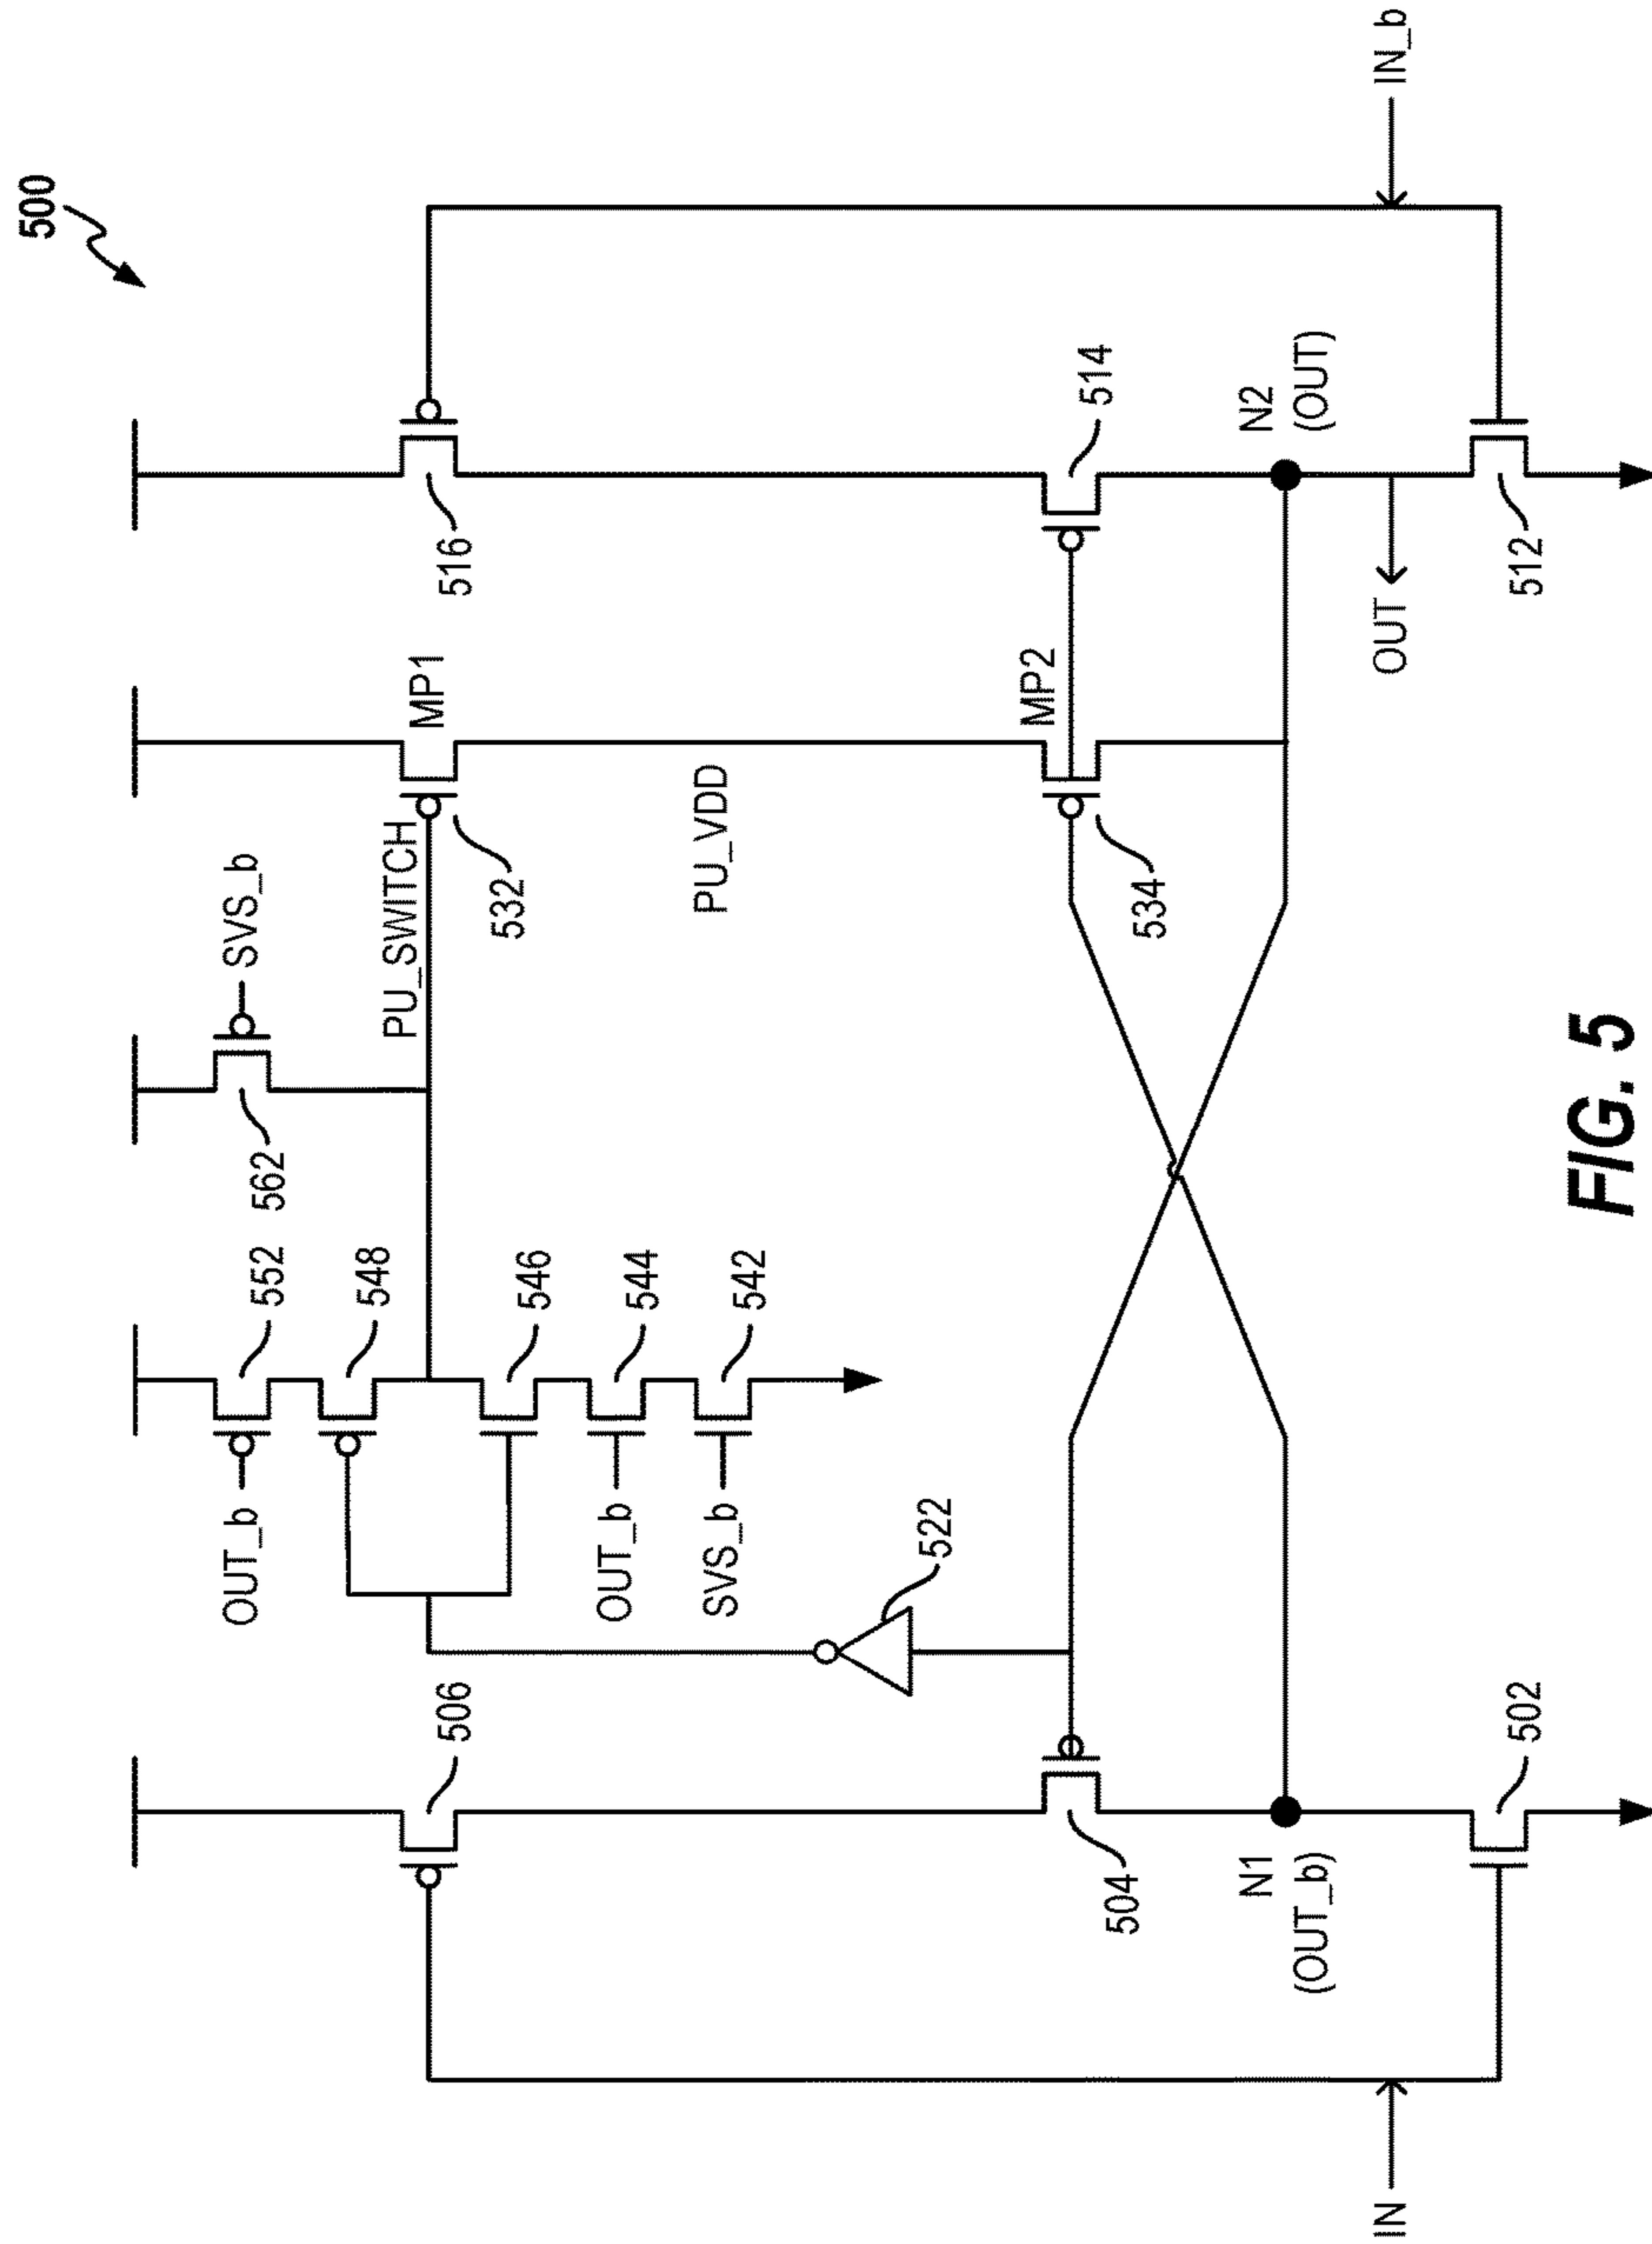 500
SVS_b
552
OUT_b
562
548
PU_SWITCH
MP1
506
516
546
532
OUT_b
544
PU_VDD
SVS_b
542
522
MP2
514
504
534
N1
(OUT_b)
N2
(OUT)
IN
OUT
IN_b
502
512
FIG. 5